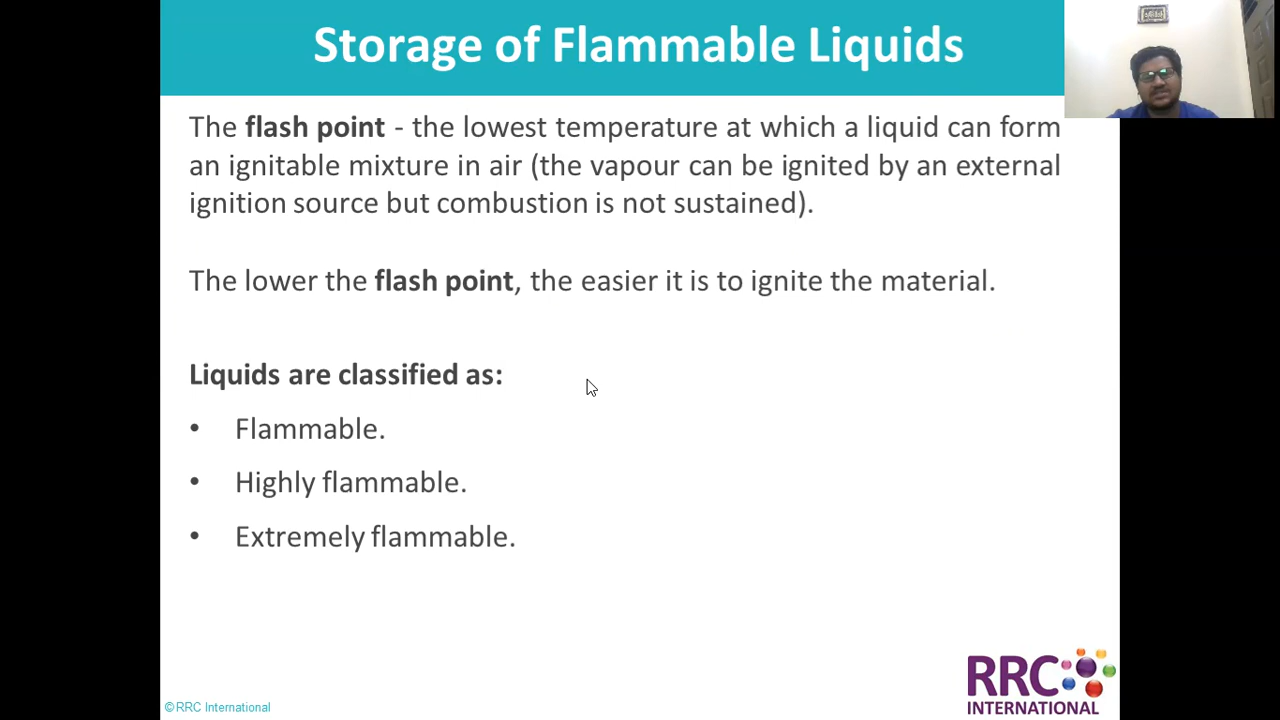 Storage of Flammable Liquids
The flash point - the lowest temperature at which a liquid can form
an ignitable mixture in air (the vapour can be ignited by an external
ignition source but combustion is not sustained).
The lower the flash point, the easier it is to ignite the material.
Liquids are classified as:
• Flammable.
• Highly flammable.
• Extremely flammable.
RRC
INTERNATIONAL
©RRC International